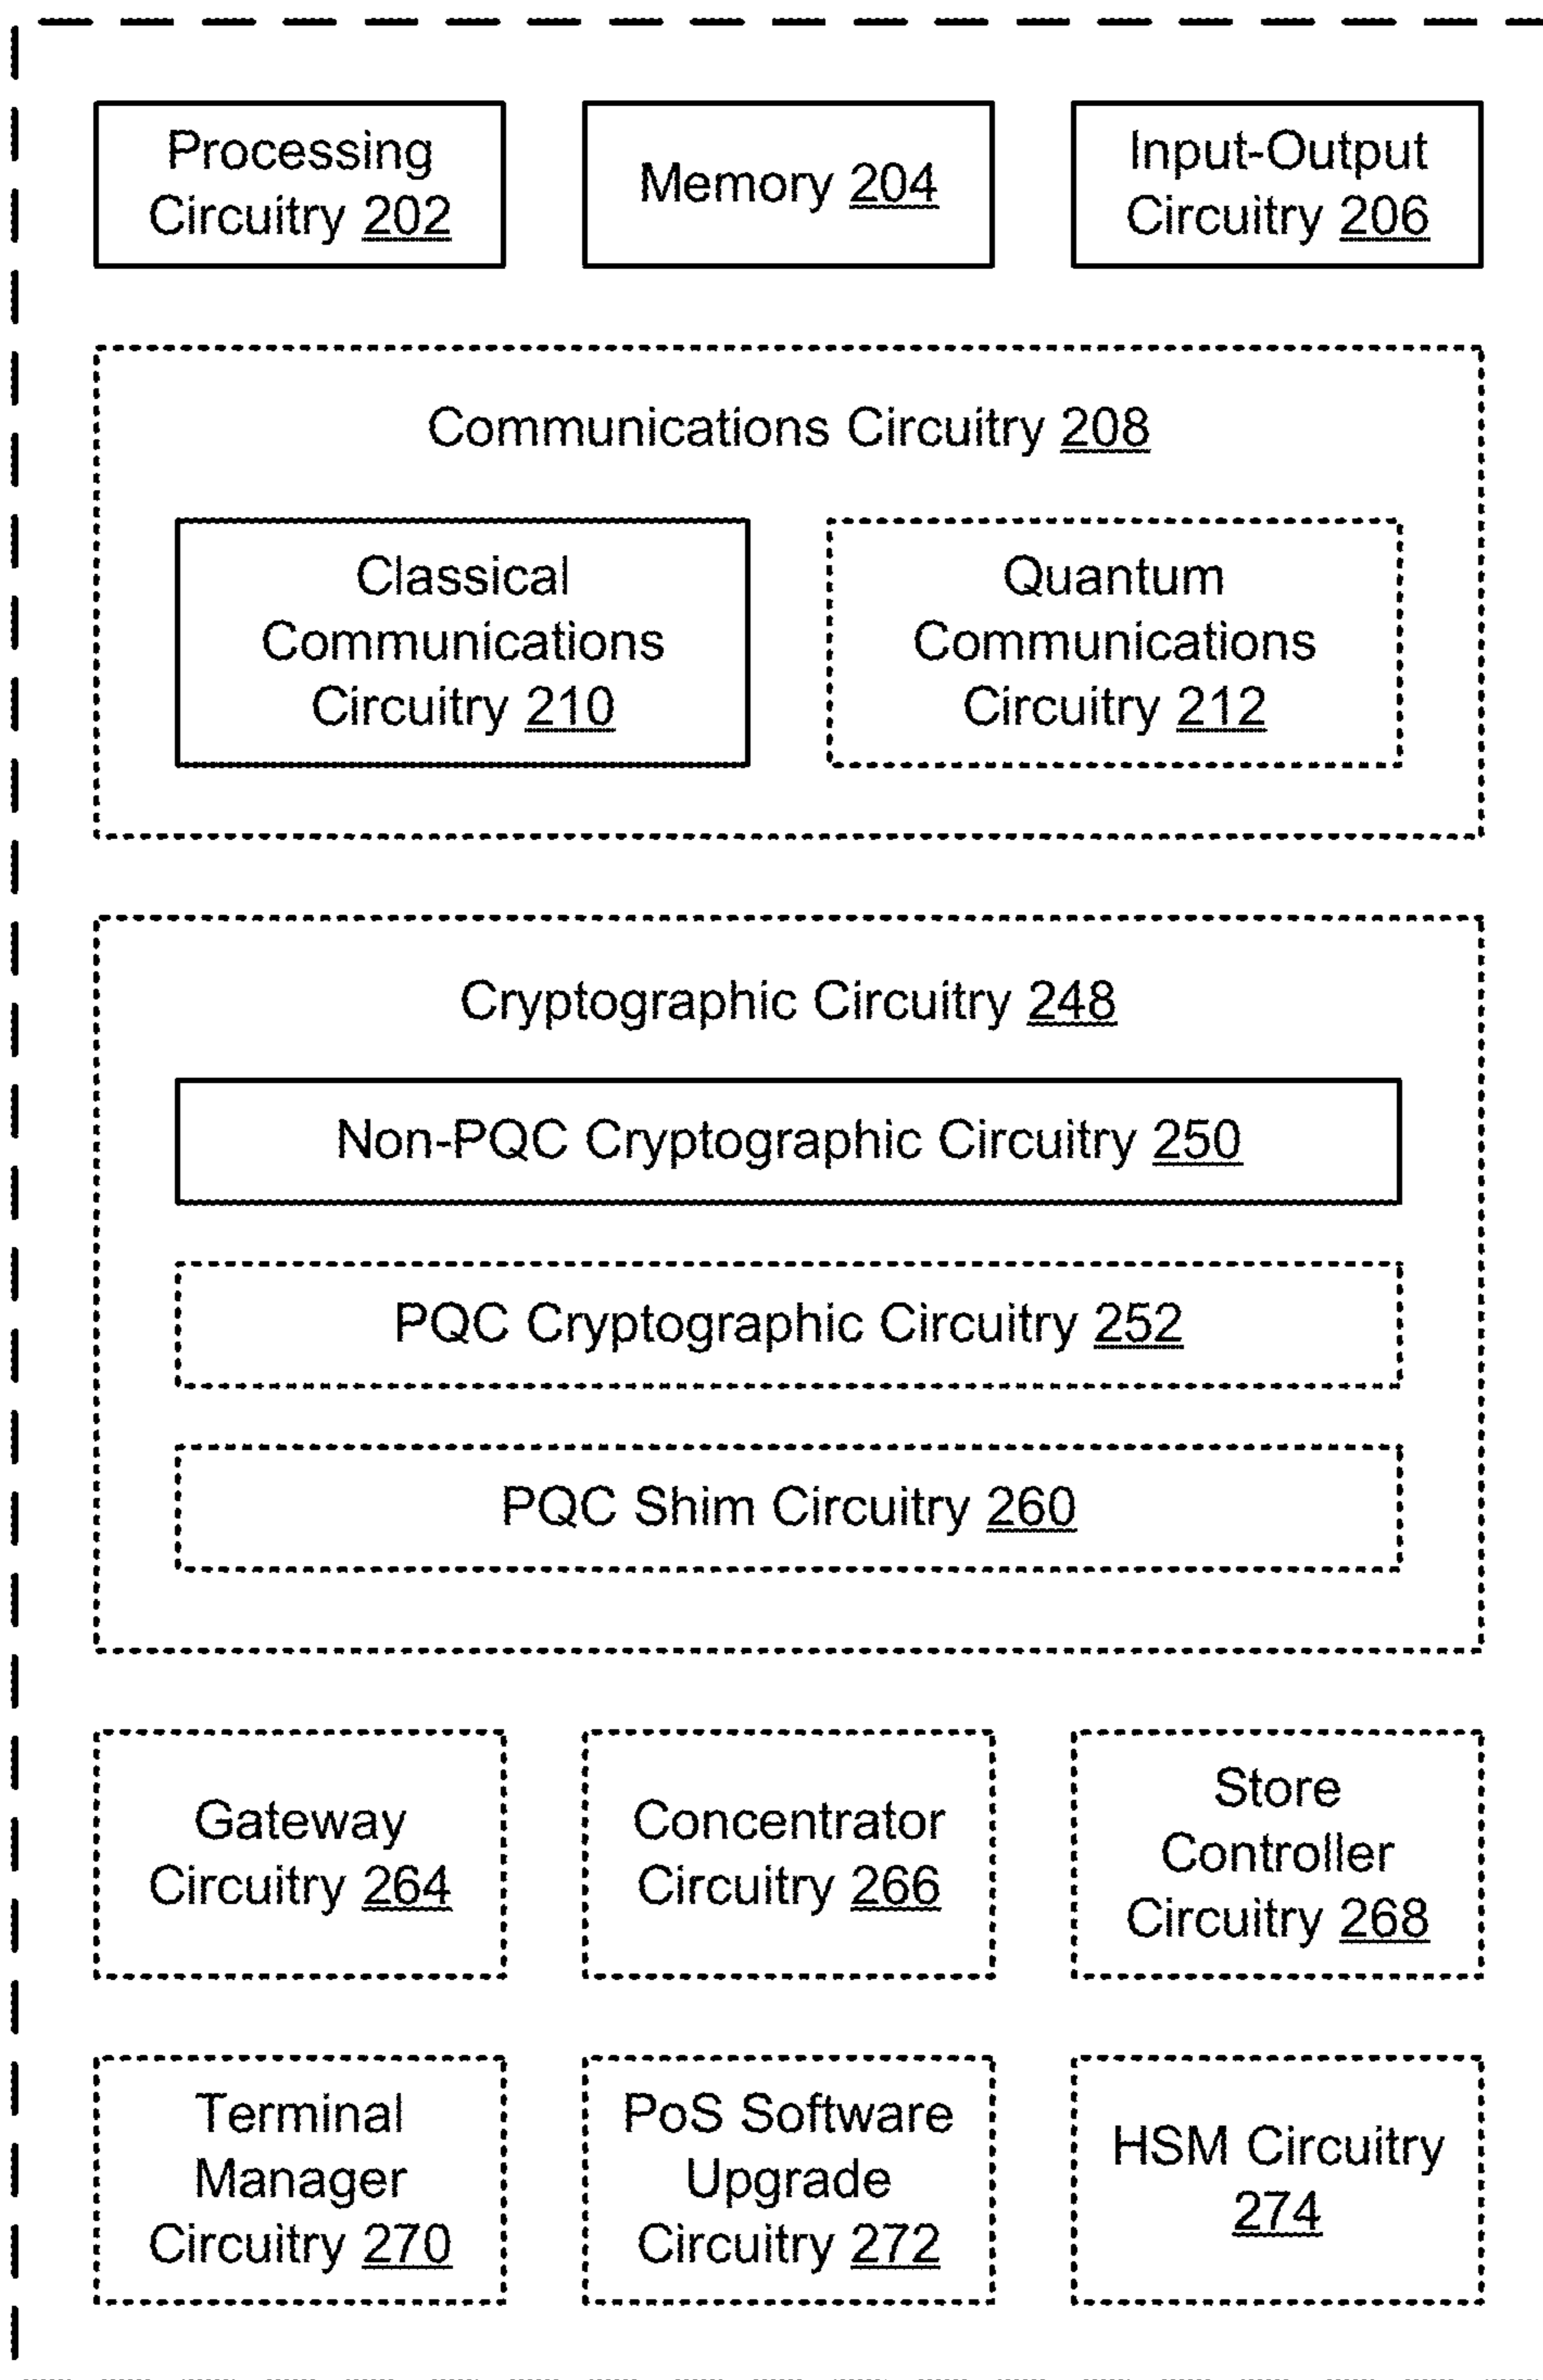 Processing
Circuitry 202
Memory 204
Input-Output
Circuitry 206
Communications Circuitry 208
Classical
Communications
Circuitry 210
Quantum
Communications
Circuitry 212
Cryptographic Circuitry 248
Non-PQC Cryptographic Circuitry 250
PQC Cryptographic Circuitry 252
PQC Shim Circuitry 260
Gateway
Circuitry 264
Concentrator
Circuitry 266
Store
Controller
Circuitry 268
Terminal
Manager
Circuitry 270
PoS Software
Upgrade
Circuitry 272
HSM Circuitry
274